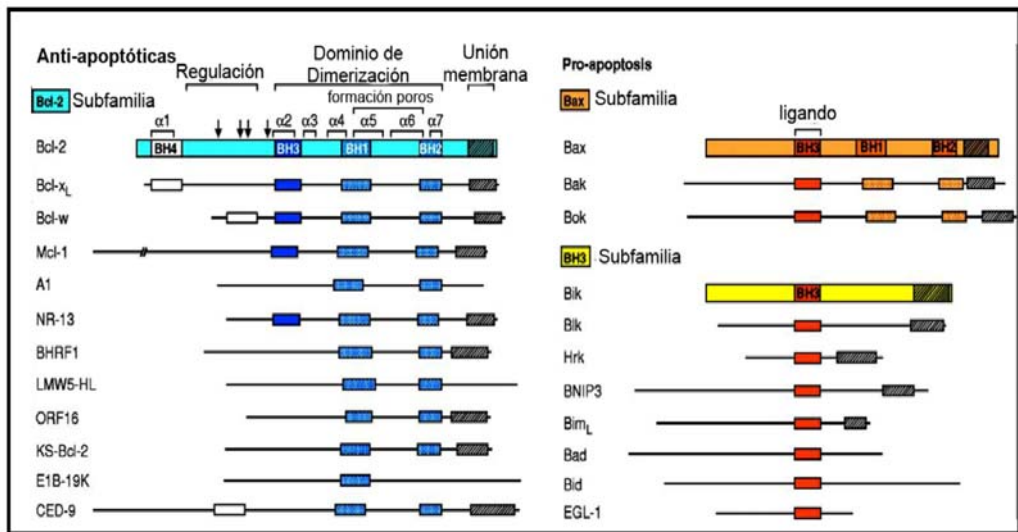 Anti-apoptóticas
Regulación
Dominio de
Dimerización
Unión
membrana
formación poros
Bcl-2 Subfamilia
α1 α2 α3 α4 α5 α6 α7
Bcl-2 BH4 BH3 BH1 BH2
Bcl-xL
Bcl-w
Mcl-1
A1
NR-13
BHRF1
LMW5-HL
ORF16
KS-Bcl-2
E1B-19K
CED-9
Pro-apoptosis
Bax Subfamilia
ligando
Bax BH3 BH1 BH2
Bak
Bok
BH3 Subfamilia
Bik BH3
Blk
Hrk
BNIP3
BimL
Bad
Bid
EGL-1